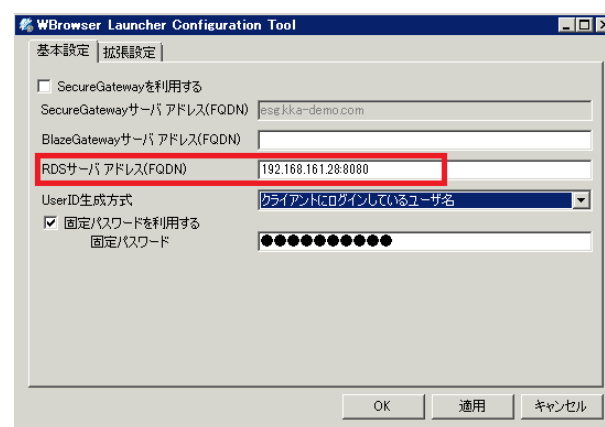 WBrowser Launcher Configuration Tool
基本設定 拡張設定
SecureGatewayを利用する
SecureGatewayサーバ アドレス(FQDN) esg.kka-demo.com
BlazeGatewayサーバ アドレス(FQDN)
RDSサーバ アドレス(FQDN) 192.168.161.28:8080
UserID生成方式 クライアントにログインしているユーザ名
固定パスワードを利用する
固定パスワード ●●●●●●●●●●
OK 適用 キャンセル